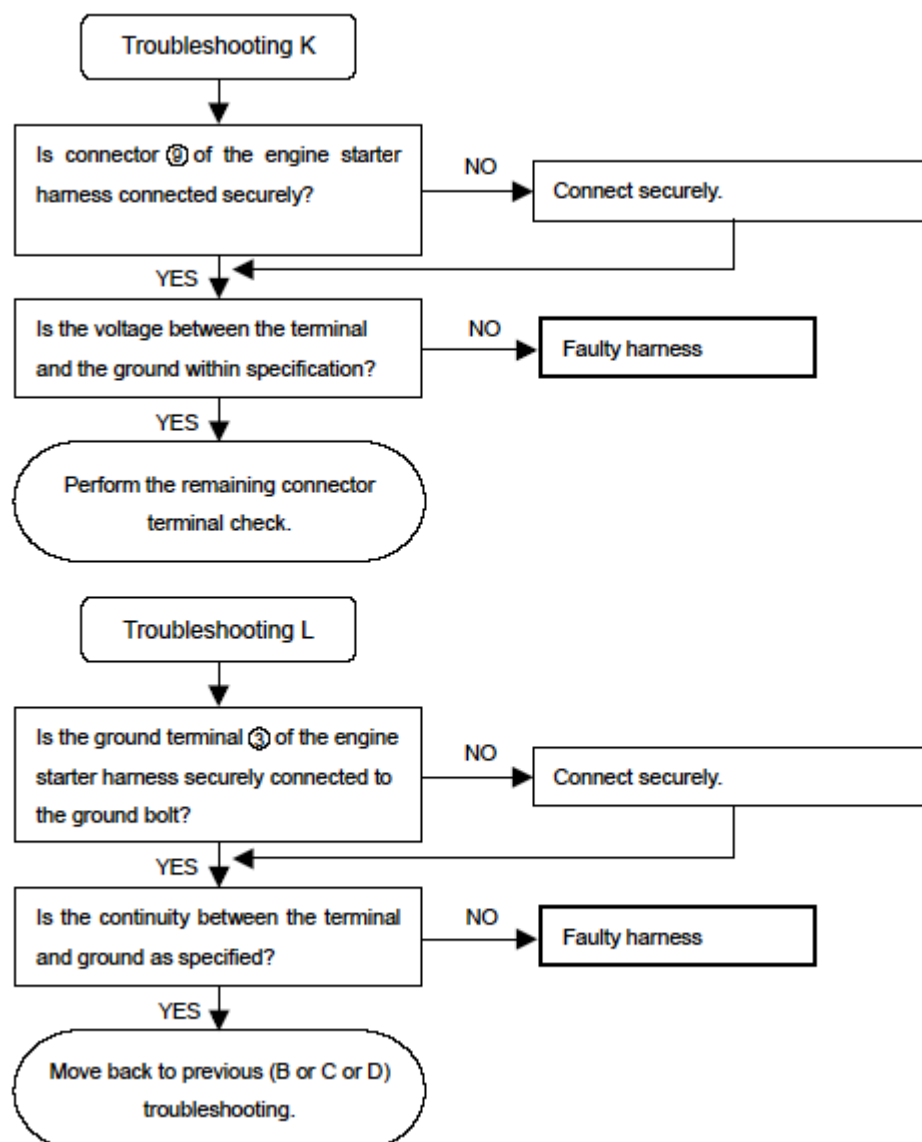 Troubleshooting K
Is connector ⑨ of the engine starter
harness connected securely?
NO
Connect securely.
YES
Is the voltage between the terminal
and the ground within specification?
NO
Faulty harness
YES
Perform the remaining connector
terminal check.
Troubleshooting L
Is the ground terminal ③ of the engine
starter harness securely connected to
the ground bolt?
NO
Connect securely.
YES
Is the continuity between the terminal
and ground as specified?
NO
Faulty harness
YES
Move back to previous (B or C or D)
troubleshooting.